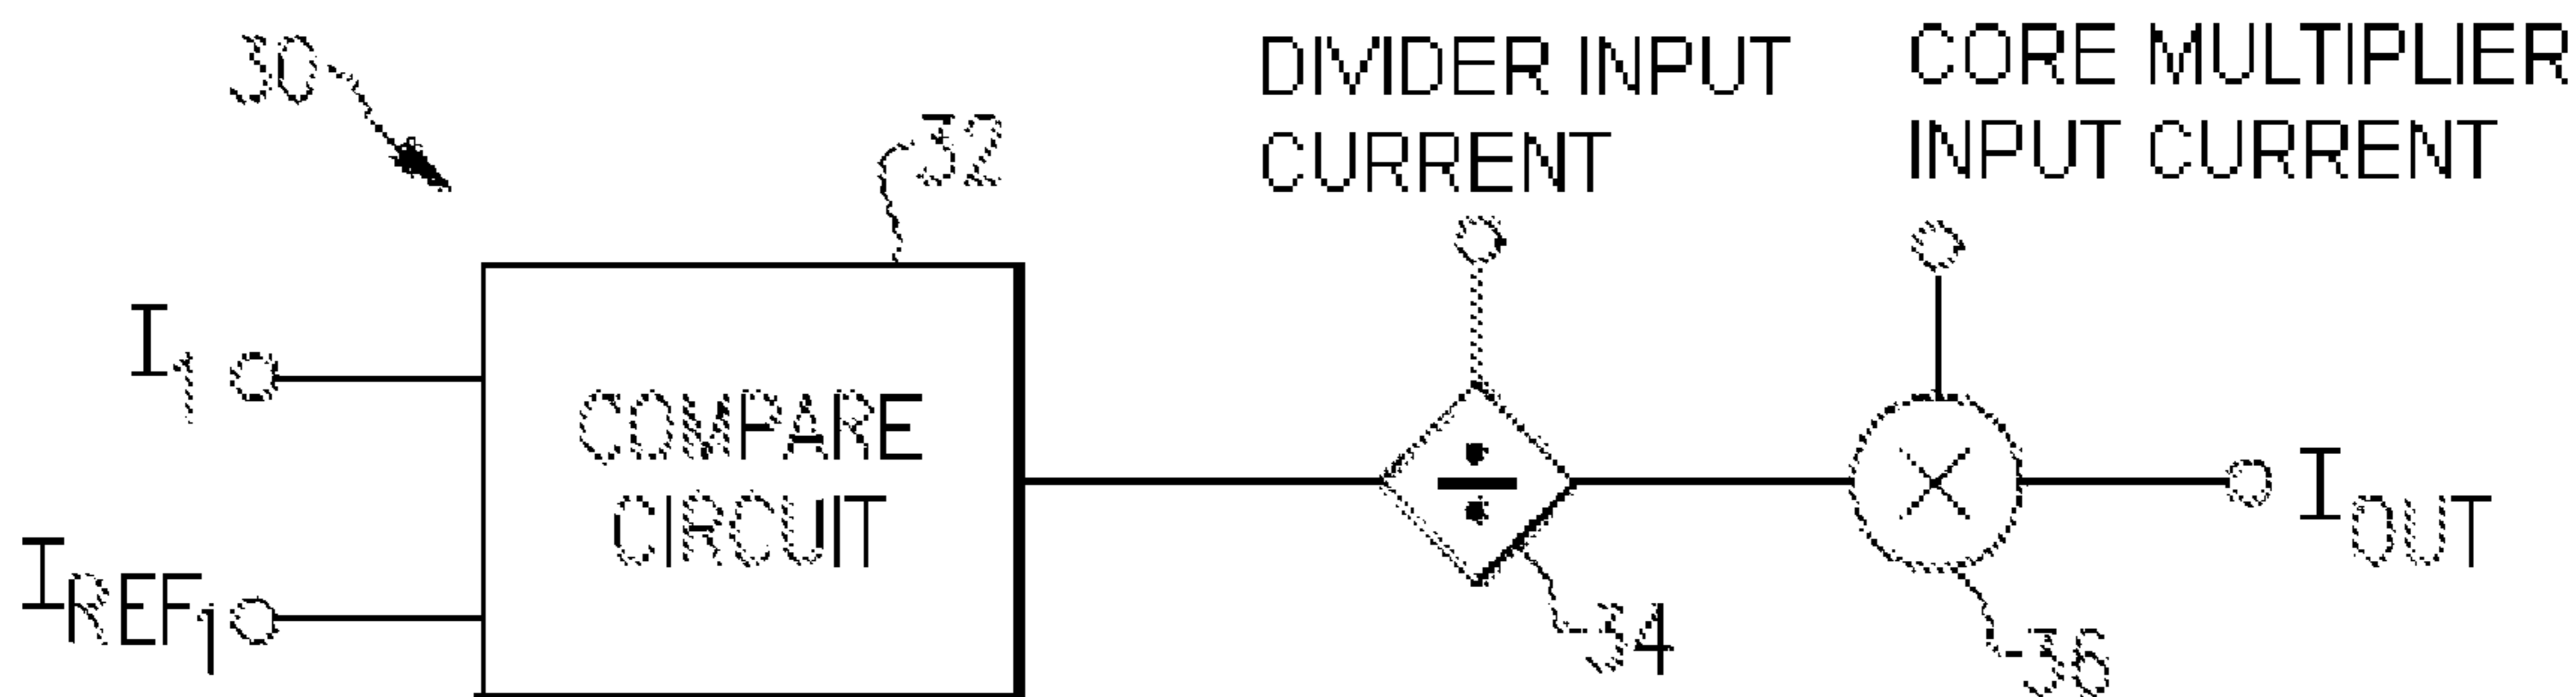 30
32
DIVIDER INPUT
CURRENT
CORE MULTIPLIER
INPUT CURRENT
I1
COMPARE
CIRCUIT
÷
×
IOUT
IREF1
34
36